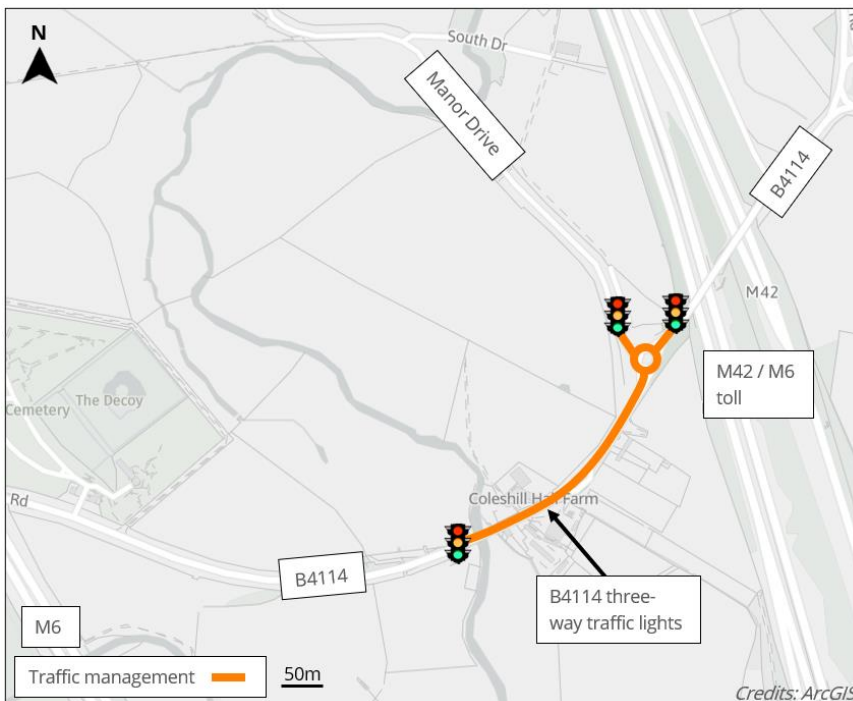 N
South Dr
Manor Drive
B4114
M42
M42 / M6
toll
Cemetery
The Decoy
Coleshill Hall Farm
Rd
B4114
B4114 three-
way traffic lights
M6
Traffic management
50m
Credits: ArcGIS